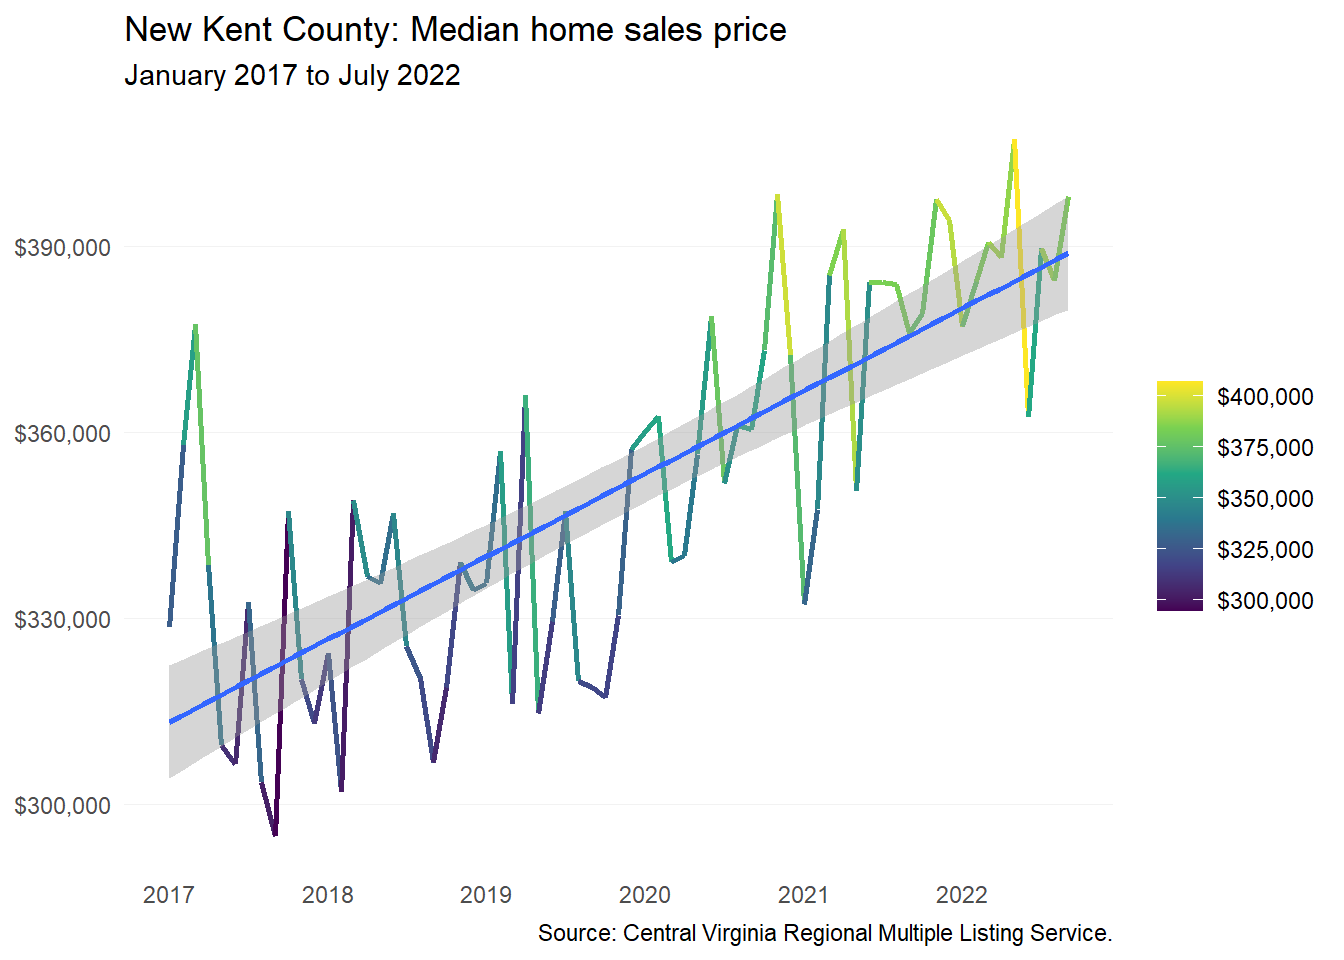 New Kent County: Median home sales price
January 2017 to July 2022
$390,000
$360,000
$330,000
$300,000
2017 2018 2019 2020 2021 2022
$400,000
$375,000
$350,000
$325,000
$300,000
Source: Central Virginia Regional Multiple Listing Service.